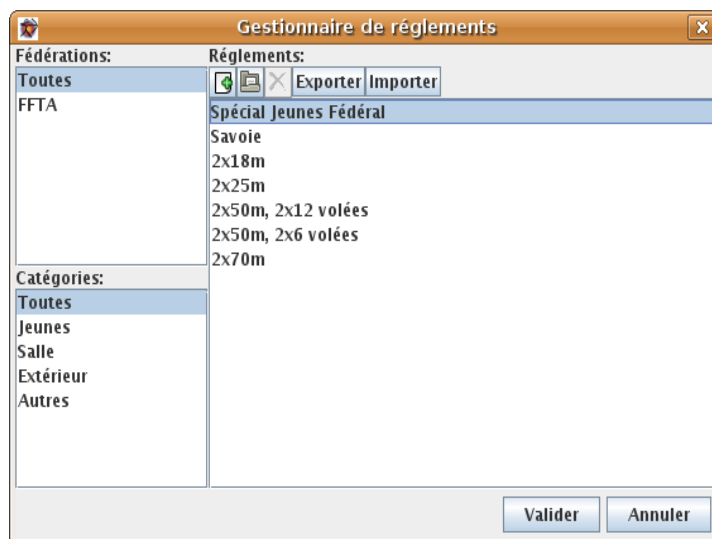 Gestionnaire de réglements
Fédérations:
Toutes
FFTA
Catégories:
Toutes
Jeunes
Salle
Extérieur
Autres
Réglements:
Exporter Importer
Spécial Jeunes Fédéral
Savoie
2x18m
2x25m
2x50m, 2x12 volées
2x50m, 2x6 volées
2x70m
Valider Annuler